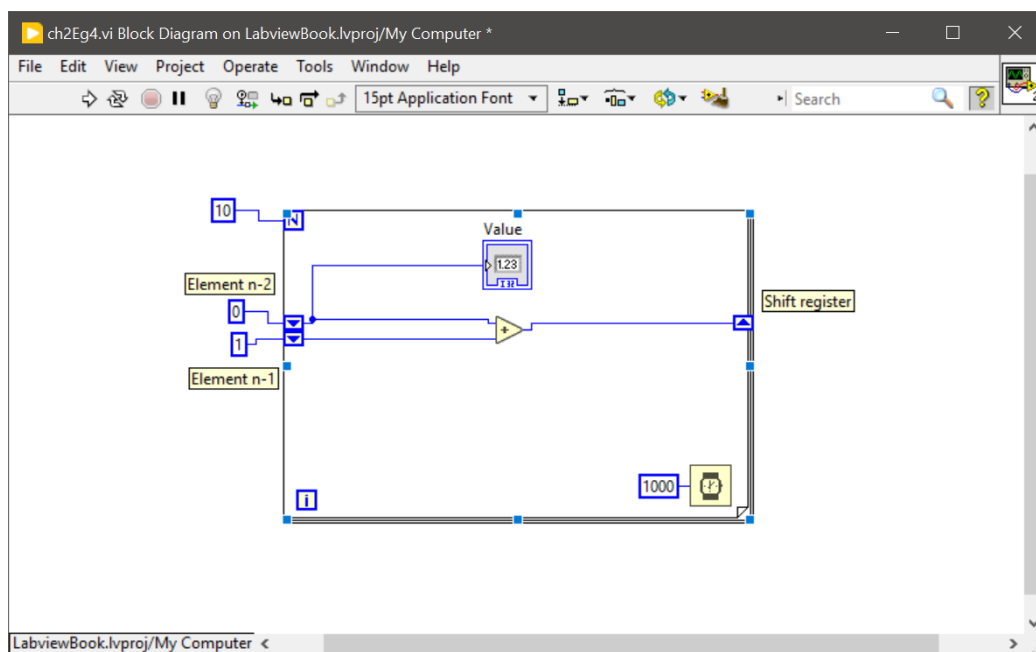 ch2Eg4.vi Block Diagram on LabviewBook.lvproj/My Computer *
File Edit View Project Operate Tools Window Help
15pt Application Font Search
10
N
Value
1.23
I32
Element n-2
0
Shift register
1
+
Element n-1
1000
i
LabviewBook.lvproj/My Computer